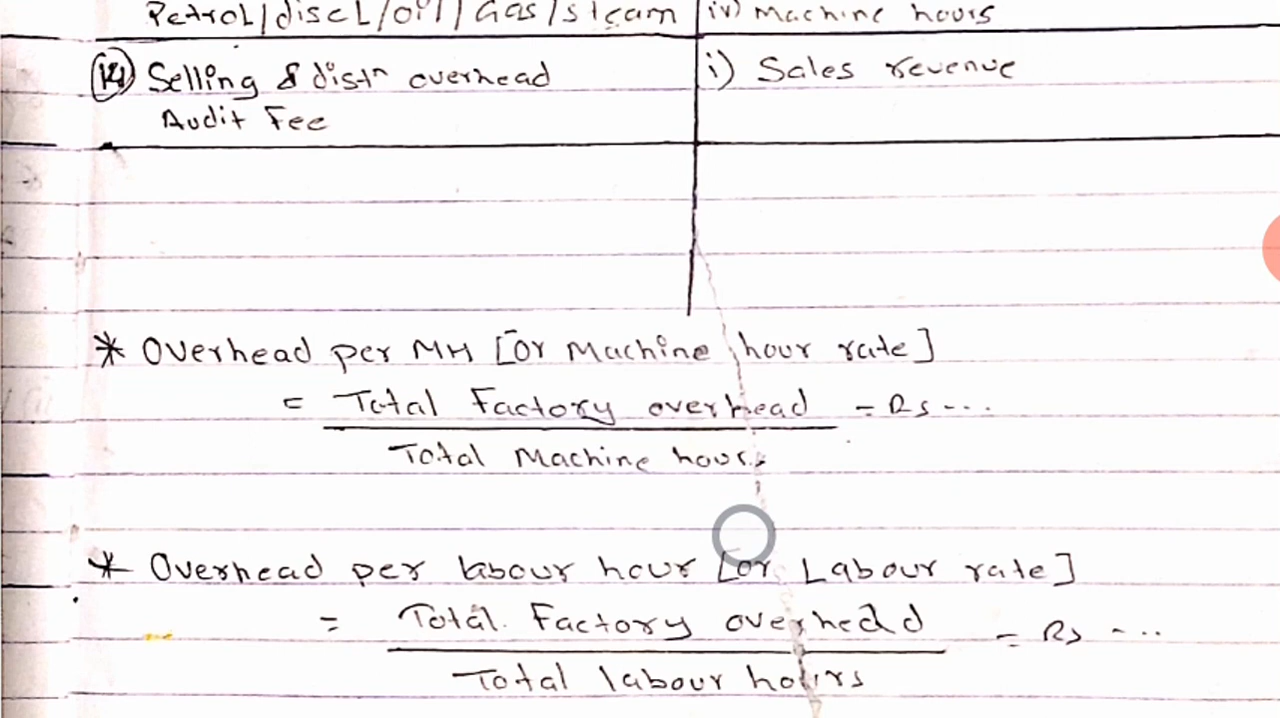 Petrol/disel/oil/Gas/steam iv) Machine hours
(14) Selling & distn overhead i) Sales revenue
Audit Fee
* Overhead per MH [or Machine hour rate]
= Total Factory overhead = Rs ...
Total Machine hours
* Overhead per labour hour [or Labour rate]
= Total Factory overhead = Rs ...
Total labour hours